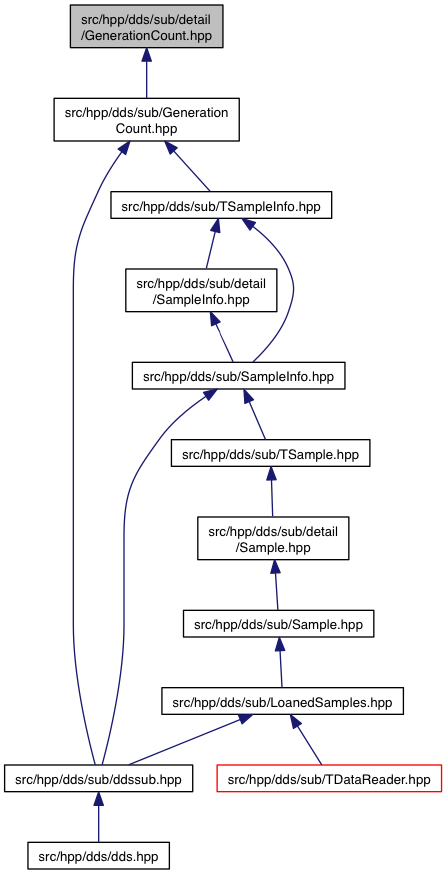 src/hpp/dds/sub/detail
/GenerationCount.hpp
src/hpp/dds/sub/Generation
Count.hpp
src/hpp/dds/sub/TSampleInfo.hpp
src/hpp/dds/sub/detail
/SampleInfo.hpp
src/hpp/dds/sub/SampleInfo.hpp
src/hpp/dds/sub/TSample.hpp
src/hpp/dds/sub/detail
/Sample.hpp
src/hpp/dds/sub/Sample.hpp
src/hpp/dds/sub/LoanedSamples.hpp
src/hpp/dds/sub/ddssub.hpp
src/hpp/dds/sub/TDataReader.hpp
src/hpp/dds/dds.hpp